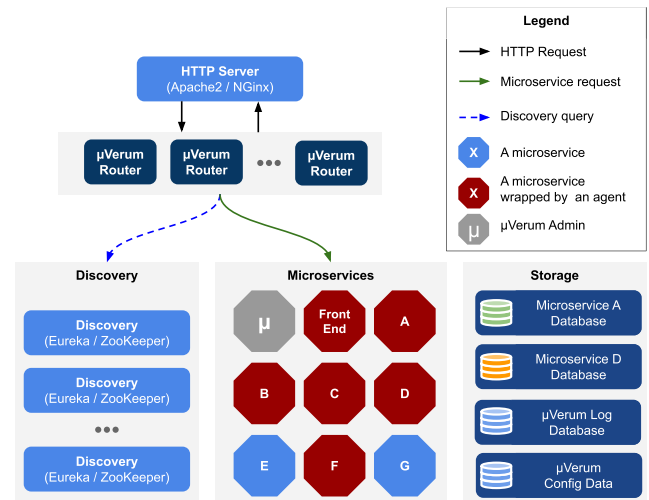 Legend
HTTP Request
Microservice request
Discovery query
X
A microservice
X
A microservice
wrapped by an agent
μ
μVerum Admin
HTTP Server
(Apache2 / NGinx)
μVerum
Router
μVerum
Router
μVerum
Router
Discovery
Discovery
(Eureka / ZooKeeper)
Discovery
(Eureka / ZooKeeper)
Discovery
(Eureka / ZooKeeper)
Microservices
μ
Front
End
A
B
C
D
E
F
G
Storage
Microservice A
Database
Microservice D
Database
μVerum Log
Database
μVerum
Config Data